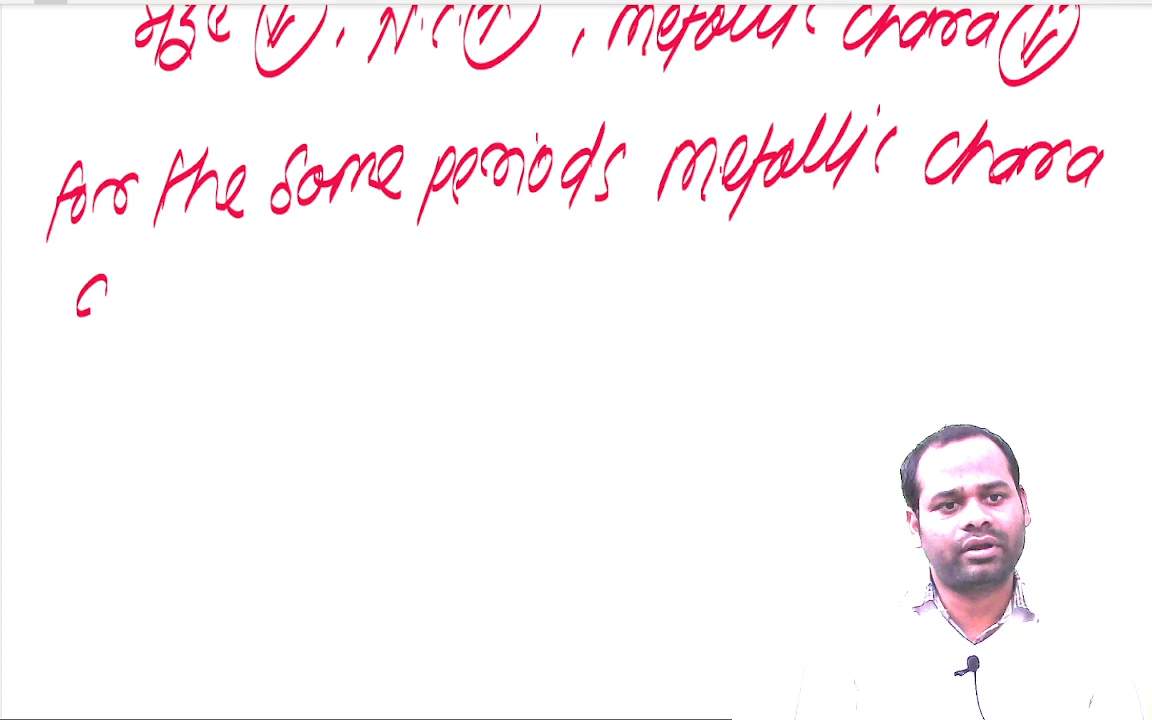 size (↓), N.C(↑), metallic chara(↓)
for the same periods metallic chara
C